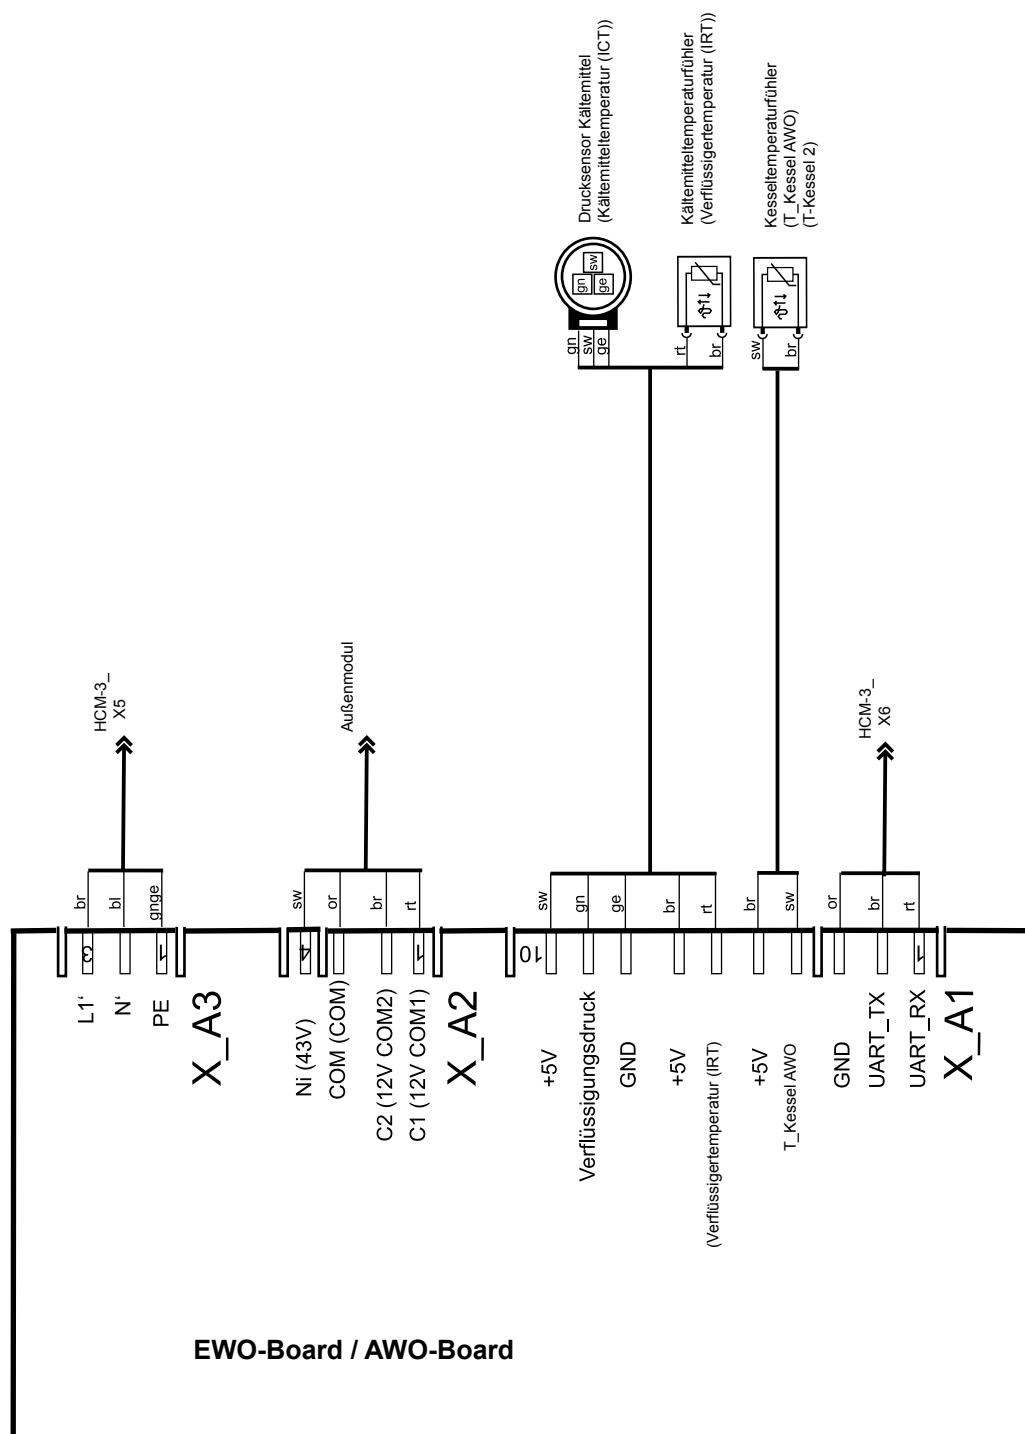 Drucksensor Kältemittel
(Kältemitteltemperatur (ICT))
Kältemitteltemperaturfühler
(Verflüssigertemperatur (IRT))
Kesseltemperaturfühler
(T_Kessel AWO)
(T-Kessel 2)
gn
sw
ge
gn
sw
ge
rt
br
sw
br
HCM-3_
X5
Außenmodul
HCM-3_
X6
br
bl
gnge
sw
or
br
rt
sw
gn
ge
br
rt
br
sw
or
br
rt
3
1
4
1
10
1
L1‘
N‘
PE
X_A3
Ni (43V)
COM (COM)
C2 (12V COM2)
C1 (12V COM1)
X_A2
+5V
Verflüssigungsdruck
GND
+5V
(Verflüssigertemperatur (IRT)
+5V
T_Kessel AWO
GND
UART_TX
UART_RX
X_A1
EWO-Board / AWO-Board